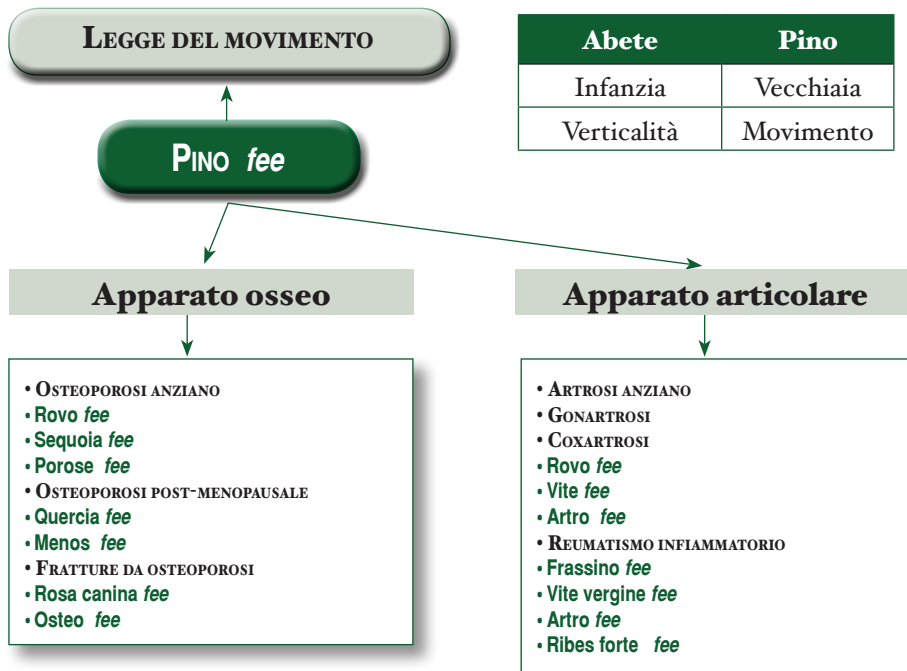 LEGGE DEL MOVIMENTO
PINO fee
Abete Pino
Infanzia Vecchiaia
Verticalità Movimento
Apparato osseo
• OSTEOPOROSI ANZIANO
• Rovo fee
• Sequoia fee
• Porose fee
• OSTEOPOROSI POST-MENOPAUSALE
• Quercia fee
• Menos fee
• FRATTURE DA OSTEOPOROSI
• Rosa canina fee
• Osteo fee
Apparato articolare
• ARTROSI ANZIANO
• GONARTROSI
• COXARTROSI
• Rovo fee
• Vite fee
• Artro fee
• REUMATISMO INFIAMMATORIO
• Frassino fee
• Vite vergine fee
• Artro fee
• Ribes forte fee